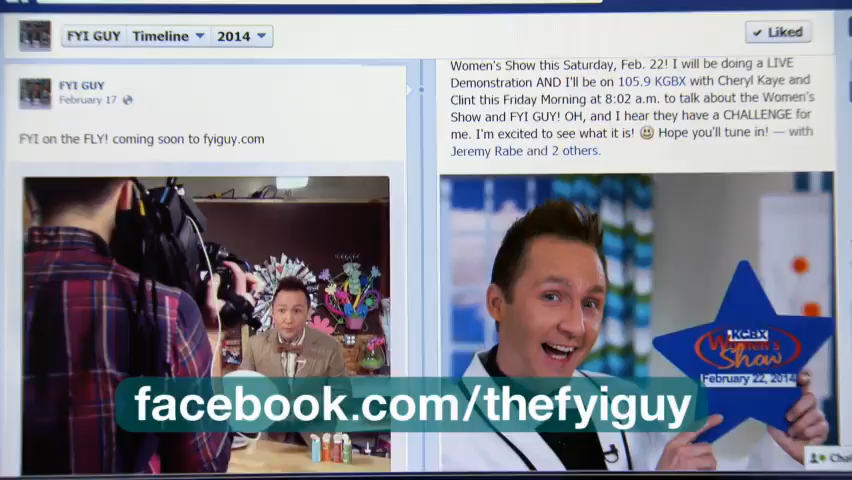 FYI GUY Timeline 2014
Liked
FYI GUY
February 17
FYI on the FLY! coming soon to fyiguy.com
Women's Show this Saturday, Feb. 22! I will be doing a LIVE
Demonstration AND I'll be on 105.9 KGBX with Cheryl Kaye and
Clint this Friday Morning at 8:02 a.m. to talk about the Women's
Show and FYI GUY! OH, and I hear they have a CHALLENGE for
me. I'm excited to see what it is! Hope you'll tune in! — with
Jeremy Rabe and 2 others.
KGBX
Women's
Show
February 22, 2014
facebook.com/thefyiguy